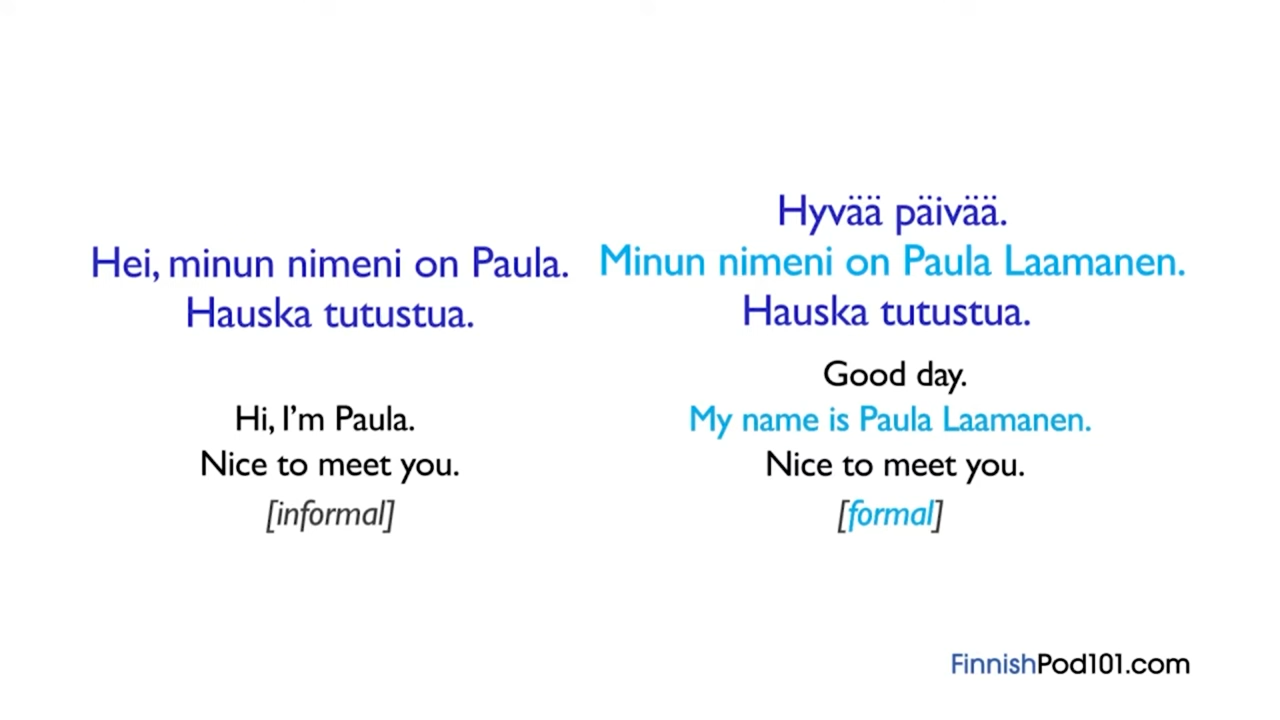 Hei, minun nimeni on Paula.
Hauska tutustua.
Hi, I'm Paula.
Nice to meet you.
[informal]
Hyvää päivää.
Minun nimeni on Paula Laamanen.
Hauska tutustua.
Good day.
My name is Paula Laamanen.
Nice to meet you.
[formal]
FinnishPod101.com